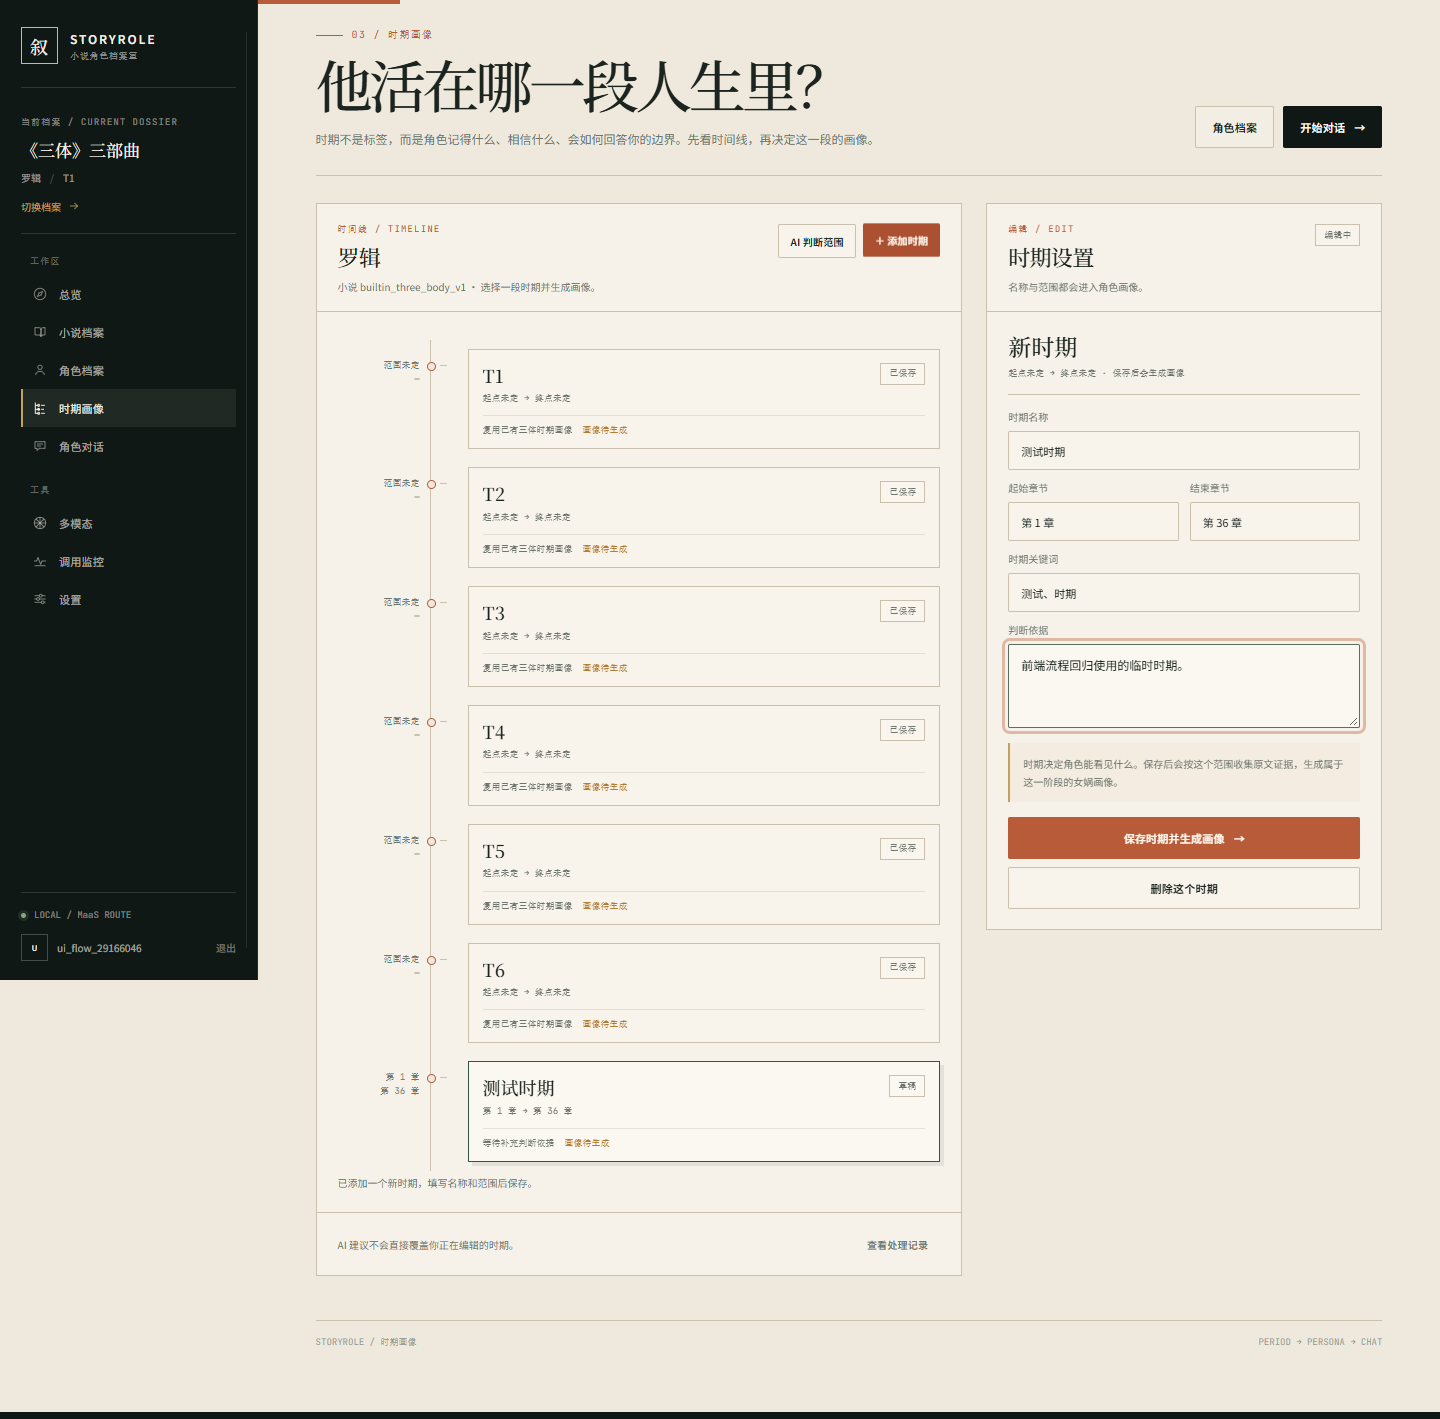 叙
STORYROLE
小说角色档案室
当前档案 / CURRENT DOSSIER
《三体》三部曲
罗辑 / T1
切换档案 →
工作区
总览
小说档案
角色档案
时期画像
角色对话
工具
多模态
调用监控
设置
LOCAL / MaaS ROUTE
U ui_flow_29166046 退出
03 / 时期画像
他活在哪一段人生里?
时期不是标签，而是角色记得什么、相信什么、会如何回答你的边界。先看时间线，再决定这一段的画像。
角色档案 开始对话 →
时间线 / TIMELINE
罗辑
小说 builtin_three_body_v1 · 选择一段时期并生成画像。
AI 判断范围 + 添加时期
范围未定
—
T1 已保存
起点未定 → 终点未定
复用已有三体时期画像 画像待生成
范围未定
—
T2 已保存
起点未定 → 终点未定
复用已有三体时期画像 画像待生成
范围未定
—
T3 已保存
起点未定 → 终点未定
复用已有三体时期画像 画像待生成
范围未定
—
T4 已保存
起点未定 → 终点未定
复用已有三体时期画像 画像待生成
范围未定
—
T5 已保存
起点未定 → 终点未定
复用已有三体时期画像 画像待生成
范围未定
—
T6 已保存
起点未定 → 终点未定
复用已有三体时期画像 画像待生成
第 1 章
第 36 章
测试时期 草稿
第 1 章 → 第 36 章
等待补充判断依据 画像待生成
已添加一个新时期，填写名称和范围后保存。
AI 建议不会直接覆盖你正在编辑的时期。 查看处理记录
编辑 / EDIT
时期设置
名称与范围都会进入角色画像。
编辑中
新时期
起点未定 → 终点未定 · 保存后会生成画像
时期名称
测试时期
起始章节 结束章节
第 1 章 第 36 章
时期关键词
测试、时期
判断依据
前端流程回归使用的临时时期。
时期决定角色能看见什么。保存后会按这个范围收集原文证据，生成属于
这一阶段的女娲画像。
保存时期并生成画像 →
删除这个时期
STORYROLE / 时期画像
PERIOD → PERSONA → CHAT